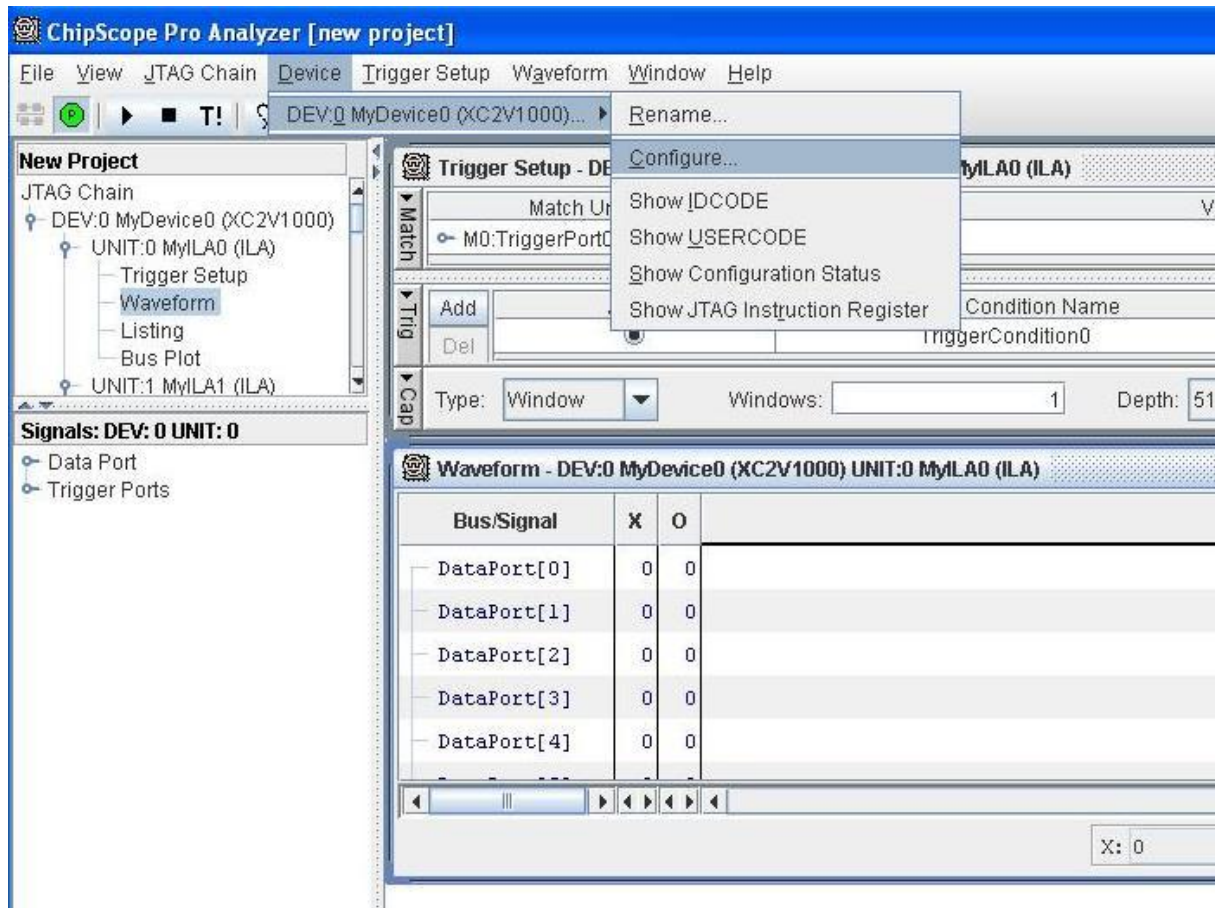 ChipScope Pro Analyzer [new project]
File View JTAG Chain Device Trigger Setup Waveform Window Help
P T! DEV:0 MyDevice0 (XC2V1000)...
Rename...
Configure...
Show IDCODE
Show USERCODE
Show Configuration Status
Show JTAG Instruction Register
New Project
JTAG Chain
DEV:0 MyDevice0 (XC2V1000)
UNIT:0 MyILA0 (ILA)
Trigger Setup
Waveform
Listing
Bus Plot
UNIT:1 MyILA1 (ILA)
Signals: DEV: 0 UNIT: 0
Data Port
Trigger Ports
Trigger Setup - DE MyILA0 (ILA)
Match
Match Un V
M0:TriggerPort0
Trig
Add Condition Name
Del TriggerCondition0
Cap
Type: Window Windows: 1 Depth: 51
Waveform - DEV:0 MyDevice0 (XC2V1000) UNIT:0 MyILA0 (ILA)
Bus/Signal X O
DataPort[0] 0 0
DataPort[1] 0 0
DataPort[2] 0 0
DataPort[3] 0 0
DataPort[4] 0 0
X: 0